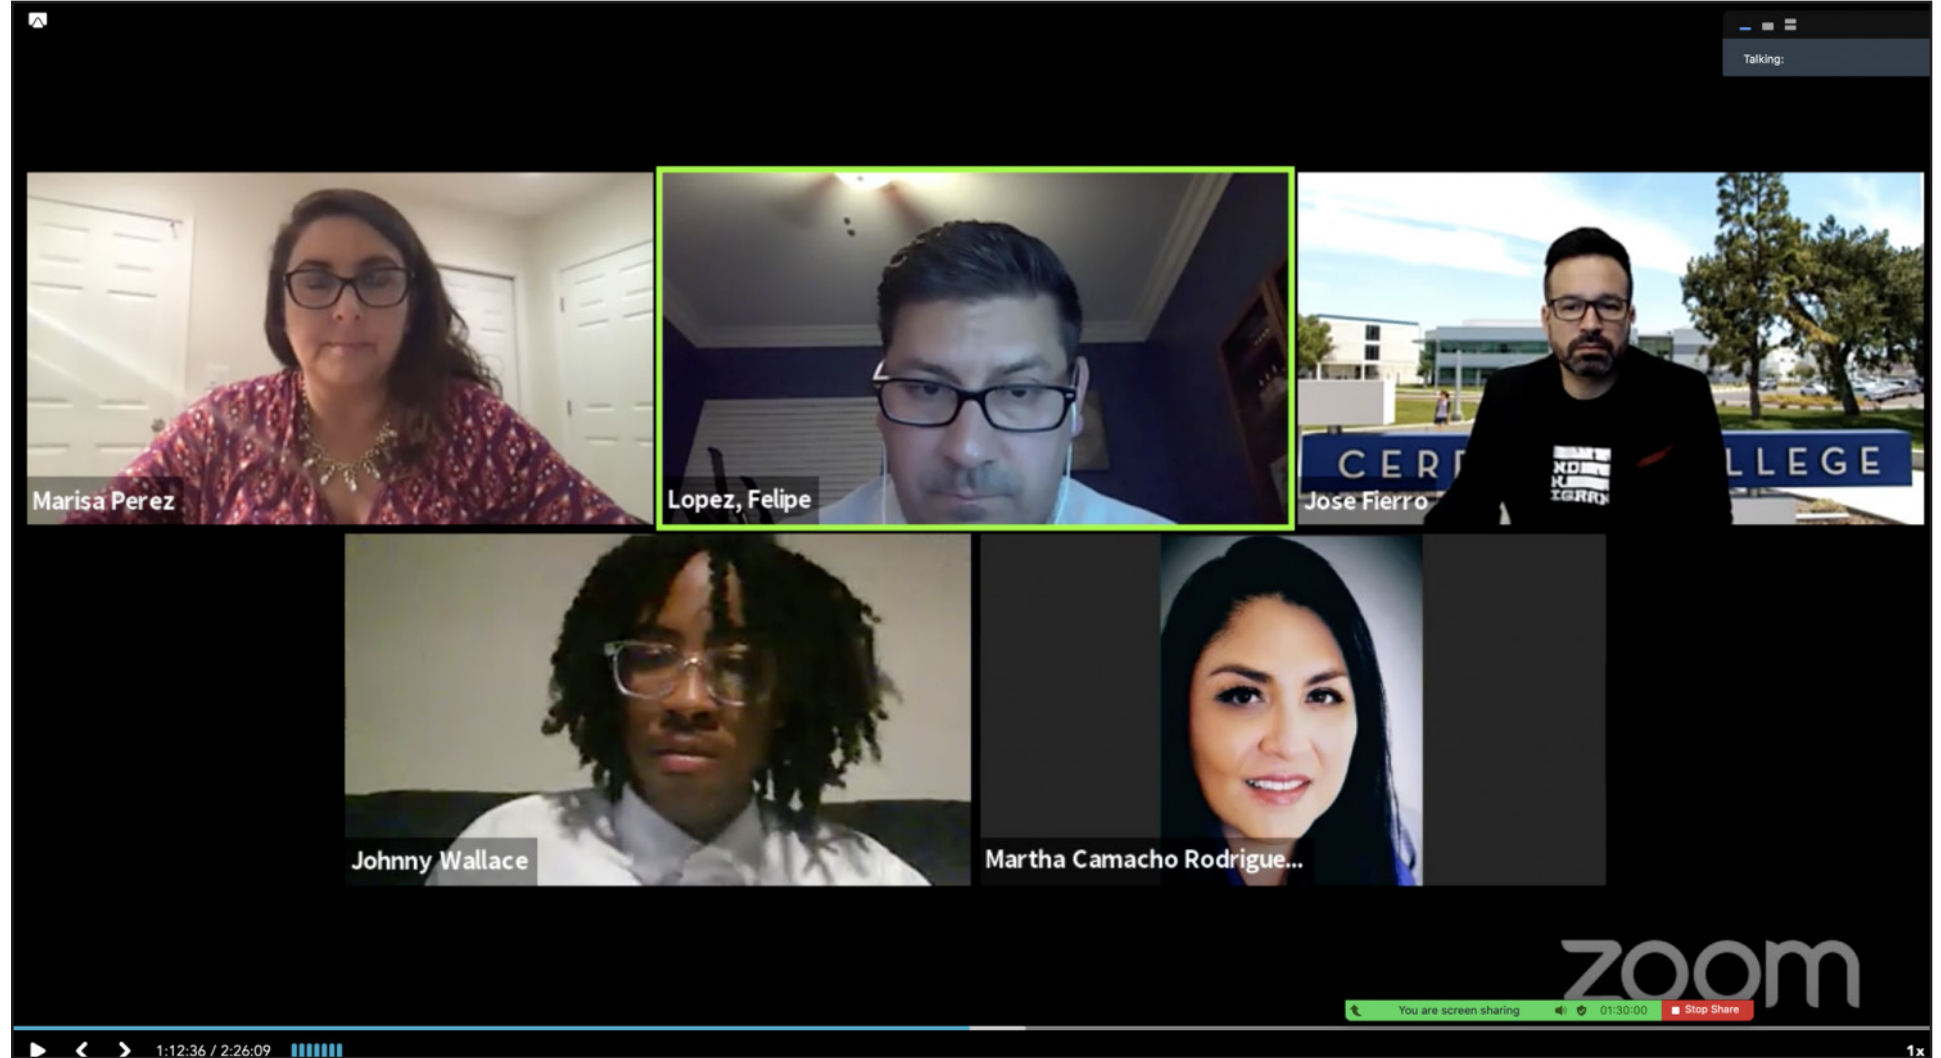 Talking:
Marisa Perez
Lopez, Felipe
CER LLEGE
Jose Fierro
Johnny Wallace
Martha Camacho Rodrigue...
zoom
You are screen sharing 01:30:00 Stop Share
1:12:36 / 2:26:09
1x